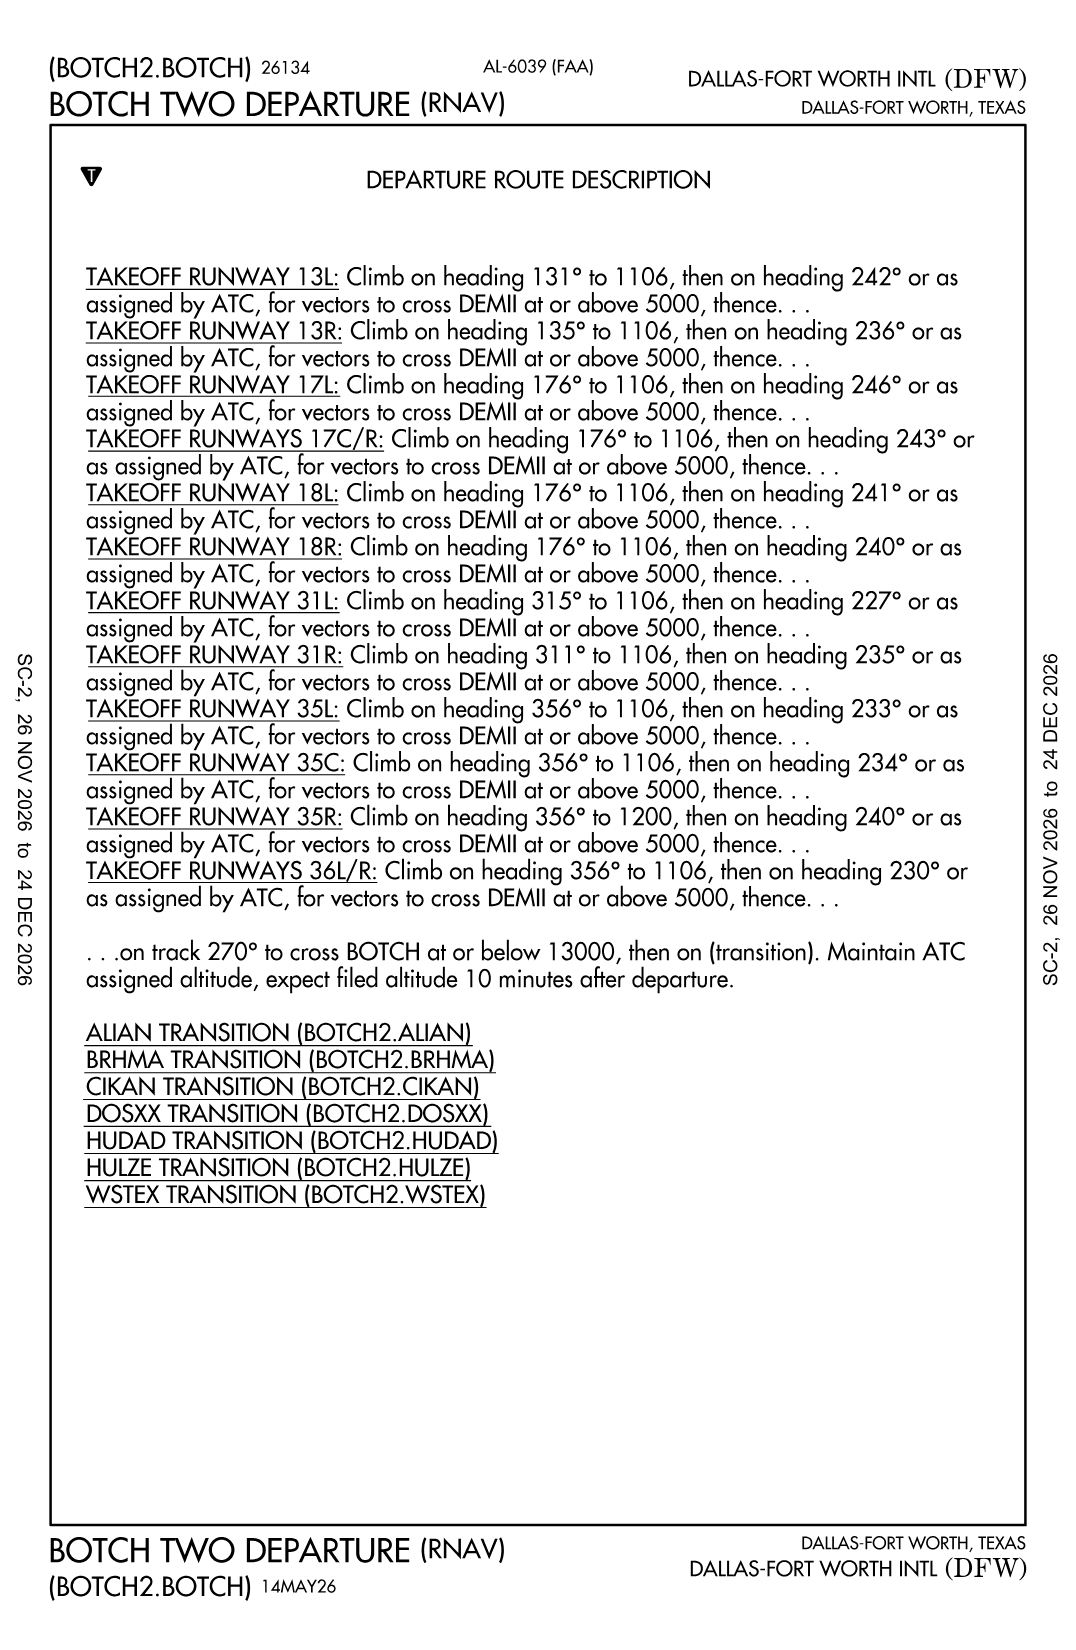 (BOTCH2.BOTCH) 26134
AL-6039 (FAA)
DALLAS-FORT WORTH INTL (DFW)
BOTCH TWO DEPARTURE (RNAV)
DALLAS-FORT WORTH, TEXAS
T
DEPARTURE ROUTE DESCRIPTION
TAKEOFF RUNWAY 13L: Climb on heading 131° to 1106, then on heading 242° or as
assigned by ATC, for vectors to cross DEMII at or above 5000, thence. . .
TAKEOFF RUNWAY 13R: Climb on heading 135° to 1106, then on heading 236° or as
assigned by ATC, for vectors to cross DEMII at or above 5000, thence. . .
TAKEOFF RUNWAY 17L: Climb on heading 176° to 1106, then on heading 246° or as
assigned by ATC, for vectors to cross DEMII at or above 5000, thence. . .
TAKEOFF RUNWAYS 17C/R: Climb on heading 176° to 1106, then on heading 243° or
as assigned by ATC, for vectors to cross DEMII at or above 5000, thence. . .
TAKEOFF RUNWAY 18L: Climb on heading 176° to 1106, then on heading 241° or as
assigned by ATC, for vectors to cross DEMII at or above 5000, thence. . .
TAKEOFF RUNWAY 18R: Climb on heading 176° to 1106, then on heading 240° or as
assigned by ATC, for vectors to cross DEMII at or above 5000, thence. . .
TAKEOFF RUNWAY 31L: Climb on heading 315° to 1106, then on heading 227° or as
assigned by ATC, for vectors to cross DEMII at or above 5000, thence. . .
TAKEOFF RUNWAY 31R: Climb on heading 311° to 1106, then on heading 235° or as
assigned by ATC, for vectors to cross DEMII at or above 5000, thence. . .
TAKEOFF RUNWAY 35L: Climb on heading 356° to 1106, then on heading 233° or as
assigned by ATC, for vectors to cross DEMII at or above 5000, thence. . .
TAKEOFF RUNWAY 35C: Climb on heading 356° to 1106, then on heading 234° or as
assigned by ATC, for vectors to cross DEMII at or above 5000, thence. . .
TAKEOFF RUNWAY 35R: Climb on heading 356° to 1200, then on heading 240° or as
assigned by ATC, for vectors to cross DEMII at or above 5000, thence. . .
TAKEOFF RUNWAYS 36L/R: Climb on heading 356° to 1106, then on heading 230° or
as assigned by ATC, for vectors to cross DEMII at or above 5000, thence. . .
. . .on track 270° to cross BOTCH at or below 13000, then on (transition). Maintain ATC
assigned altitude, expect filed altitude 10 minutes after departure.
ALIAN TRANSITION (BOTCH2.ALIAN)
BRHMA TRANSITION (BOTCH2.BRHMA)
CIKAN TRANSITION (BOTCH2.CIKAN)
DOSXX TRANSITION (BOTCH2.DOSXX)
HUDAD TRANSITION (BOTCH2.HUDAD)
HULZE TRANSITION (BOTCH2.HULZE)
WSTEX TRANSITION (BOTCH2.WSTEX)
SC-2, 26 NOV 2026 to 24 DEC 2026
SC-2, 26 NOV 2026 to 24 DEC 2026
BOTCH TWO DEPARTURE (RNAV)
DALLAS-FORT WORTH, TEXAS
(BOTCH2.BOTCH) 14MAY26
DALLAS-FORT WORTH INTL (DFW)